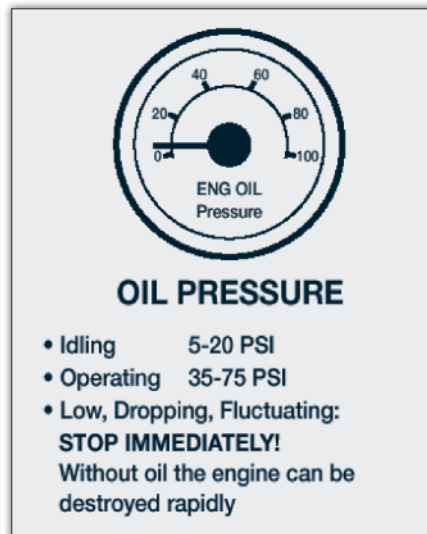 40 60
20 80
0 100
ENG OIL
Pressure
OIL PRESSURE
• Idling 5-20 PSI
• Operating 35-75 PSI
• Low, Dropping, Fluctuating:
STOP IMMEDIATELY!
Without oil the engine can be
destroyed rapidly